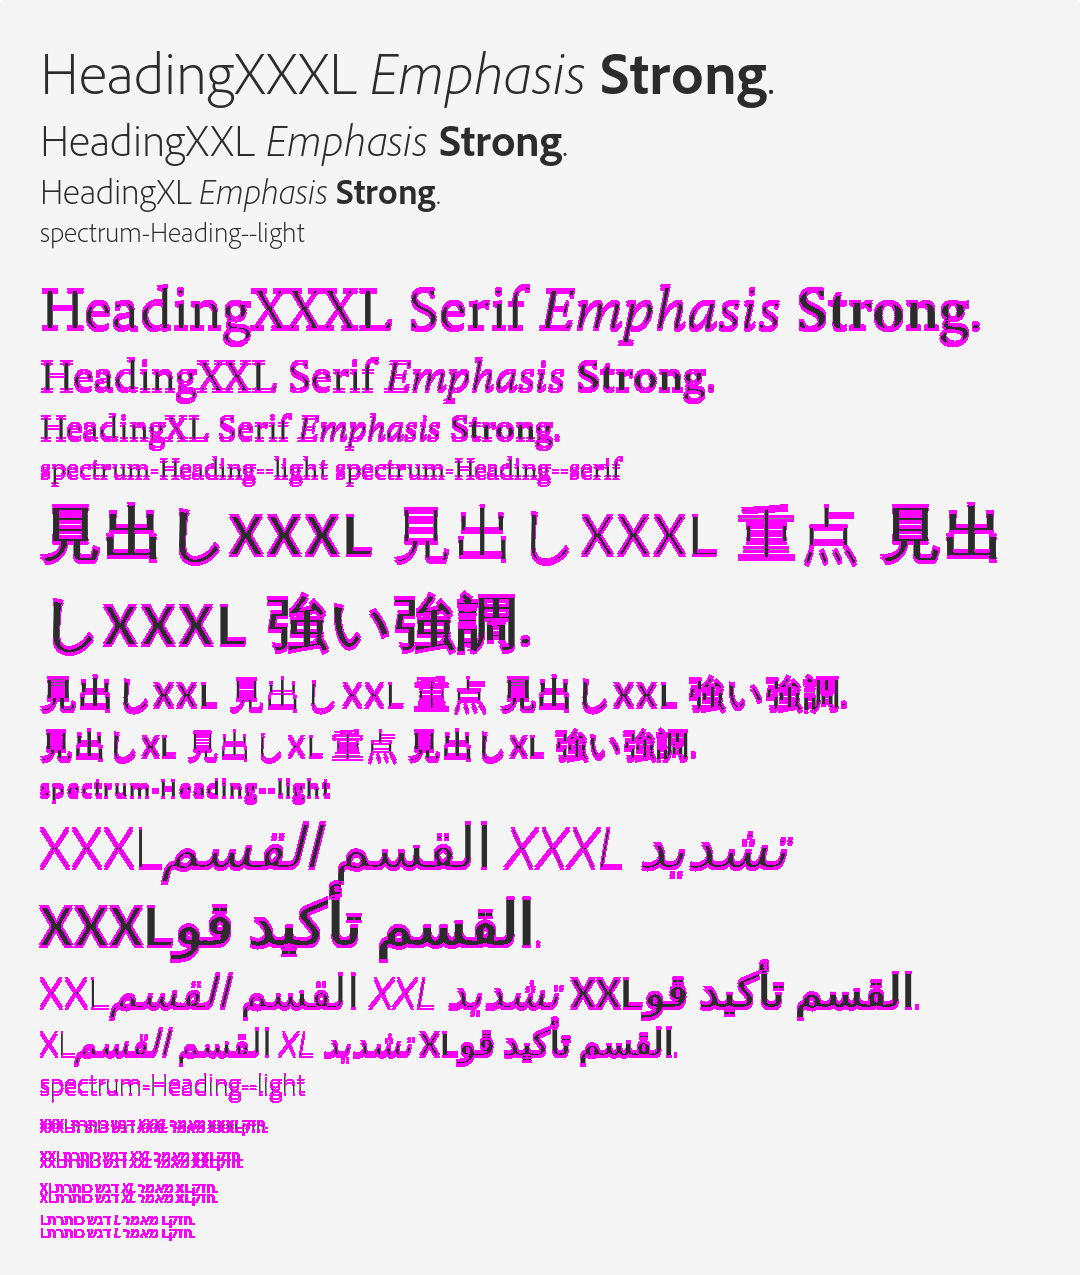 HeadingXXXL Emphasis Strong.
HeadingXXL Emphasis Strong.
HeadingXL Emphasis Strong.
spectrum-Heading--light
HeadingXXXL Serif Emphasis Strong.
HeadingXXL Serif Emphasis Strong.
HeadingXL Serif Emphasis Strong.
spectrum-Heading--light spectrum-Heading--serif
見出しXXXL 見出しXXXL 重点 見出
しXXXL 強い強調.
見出しXXL 見出しXXL 重点 見出しXXL 強い強調.
見出しXL 見出しXL 重点 見出しXL 強い強調.
spectrum-Heading--light
XXXLالقسم القسم XXXL تشديد
XXXLالقسم تأكيد قو.
XXLالقسم القسم XXL تشديد XXLالقسم تأكيد قو.
XLالقسم القسم XL تشديد XLالقسم تأكيد قو.
spectrum-Heading--light